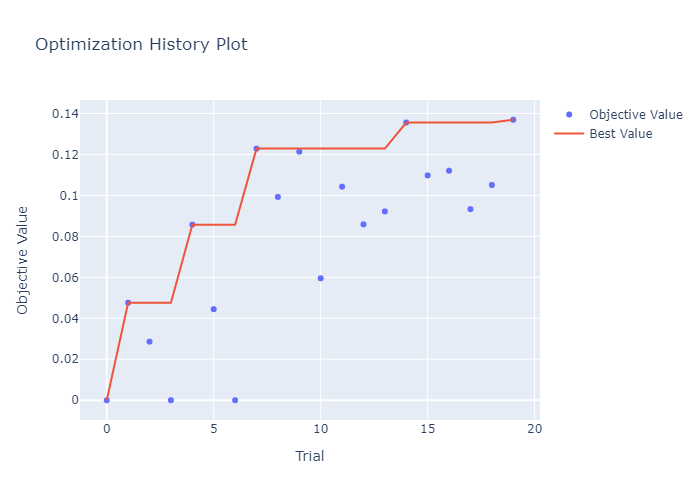 Optimization History Plot
Objective Value
Best Value
0.14
0.12
0.1
0.08
0.06
0.04
0.02
0
Objective Value
0
5
10
15
20
Trial